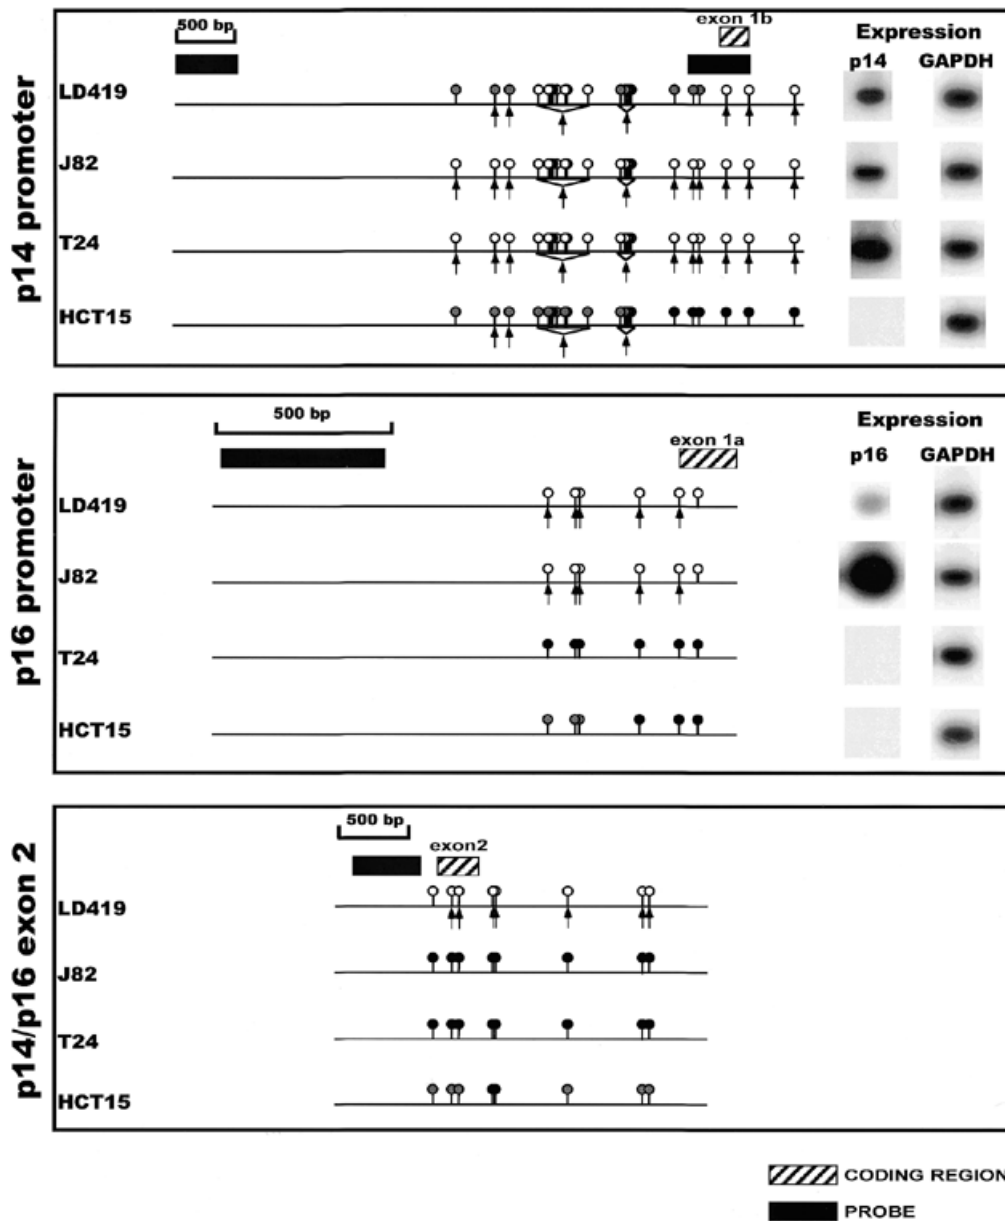 p14 promoter
500 bp
exon 1b
Expression
p14 GAPDH
LD419
J82
T24
HCT15
p16 promoter
500 bp
exon 1a
Expression
p16 GAPDH
LD419
J82
T24
HCT15
p14/p16 exon 2
500 bp
exon2
LD419
J82
T24
HCT15
CODING REGION
PROBE